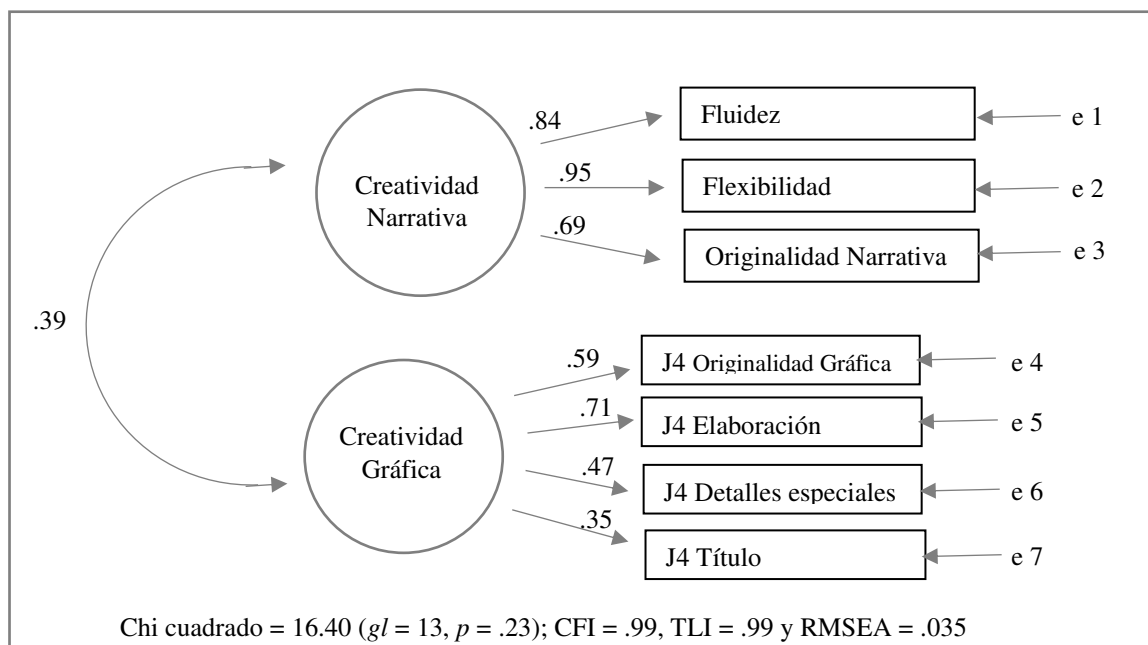 .84
Fluidez
e 1
Creatividad
Narrativa
.95
Flexibilidad
e 2
.69
Originalidad Narrativa
e 3
.39
Creatividad
Gráfica
.59
J4 Originalidad Gráfica
e 4
.71
J4 Elaboración
e 5
.47
J4 Detalles especiales
e 6
.35
J4 Título
e 7
Chi cuadrado = 16.40 (gl = 13, p = .23); CFI = .99, TLI = .99 y RMSEA = .035